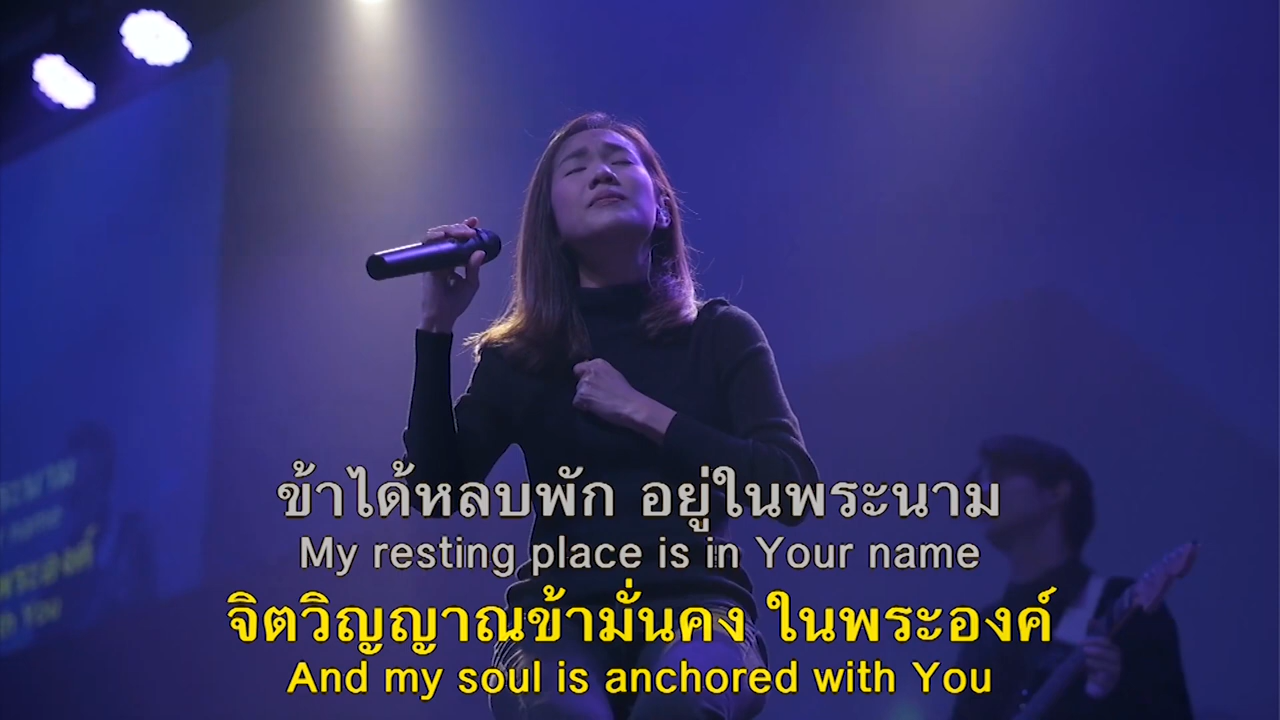 ข้าได้หลบพัก อยู่ในพระนาม
My resting place is in Your name
จิตวิญญาณข้ามั่นคง ในพระองค์
And my soul is anchored with You